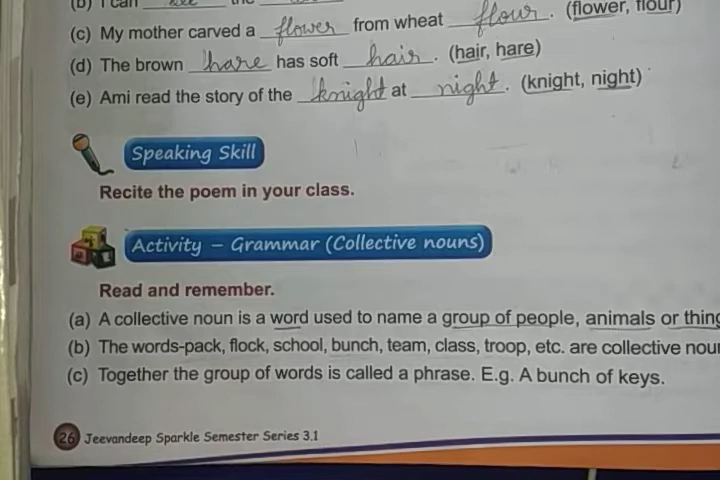 (b) I can see the
(c) My mother carved a flower from wheat flour. (flower, flour)
(d) The brown hare has soft hair. (hair, hare)
(e) Ami read the story of the knight at night. (knight, night)
Speaking Skill
Recite the poem in your class.
Activity – Grammar (Collective nouns)
Read and remember.
(a) A collective noun is a word used to name a group of people, animals or thing
(b) The words-pack, flock, school, bunch, team, class, troop, etc. are collective nou
(c) Together the group of words is called a phrase. E.g. A bunch of keys.
26 Jeevandeep Sparkle Semester Series 3.1